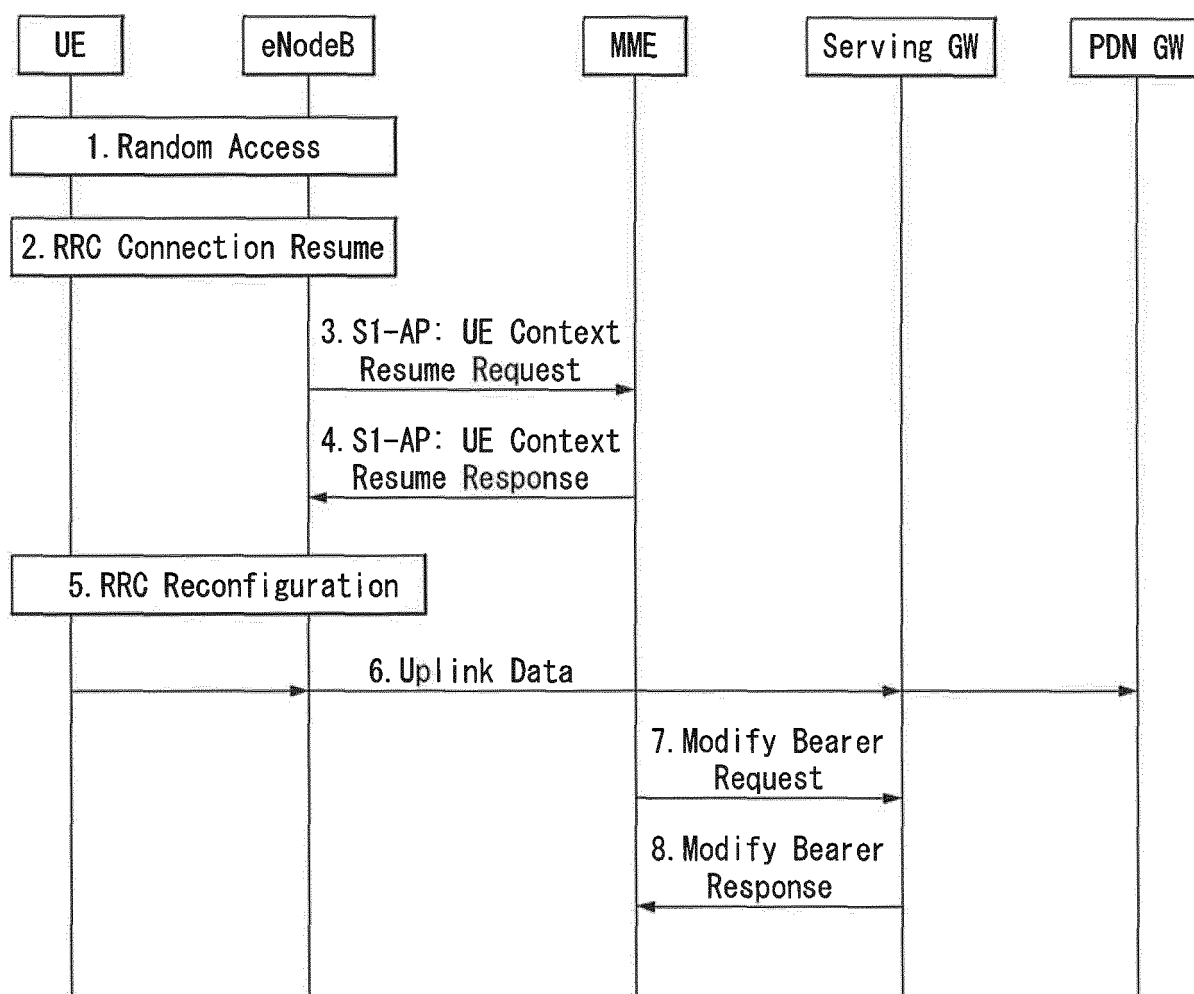 UE
eNodeB
MME
Serving GW
PDN GW
1. Random Access
2. RRC Connection Resume
3. S1-AP: UE Context
Resume Request
4. S1-AP: UE Context
Resume Response
5. RRC Reconfiguration
6. Uplink Data
7. Modify Bearer
Request
8. Modify Bearer
Response